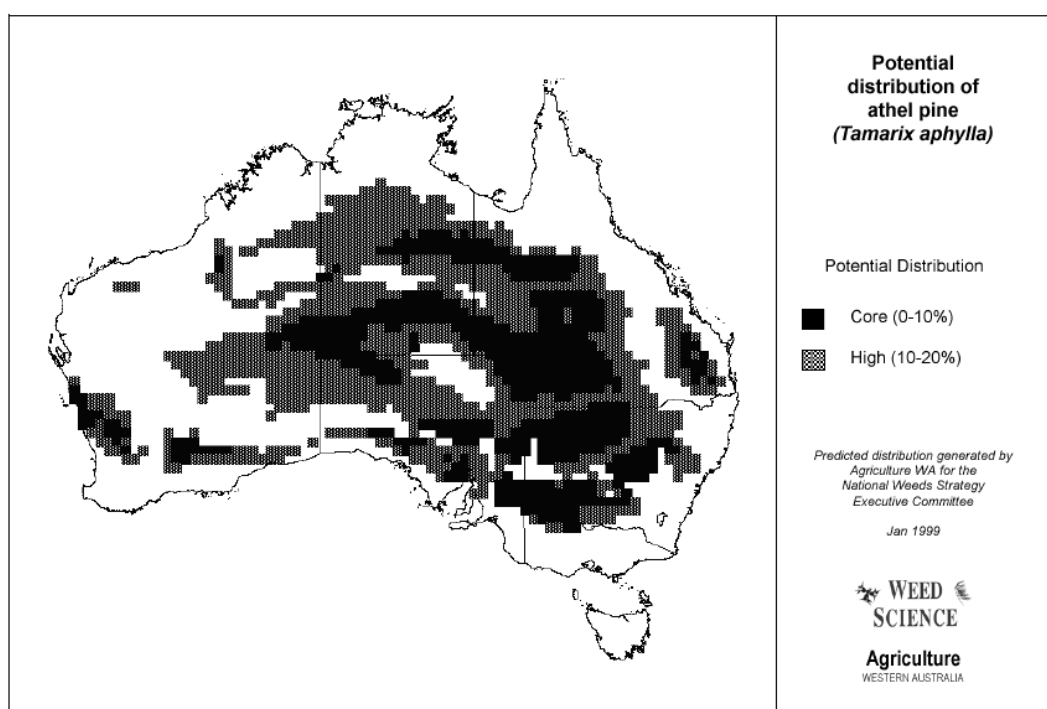 Potential
distribution of
athel pine
(Tamarix aphylla)
Potential Distribution
Core (0-10%)
High (10-20%)
Predicted distribution generated by
Agriculture WA for the
National Weeds Strategy
Executive Committee
Jan 1999
WEED
SCIENCE
Agriculture
WESTERN AUSTRALIA